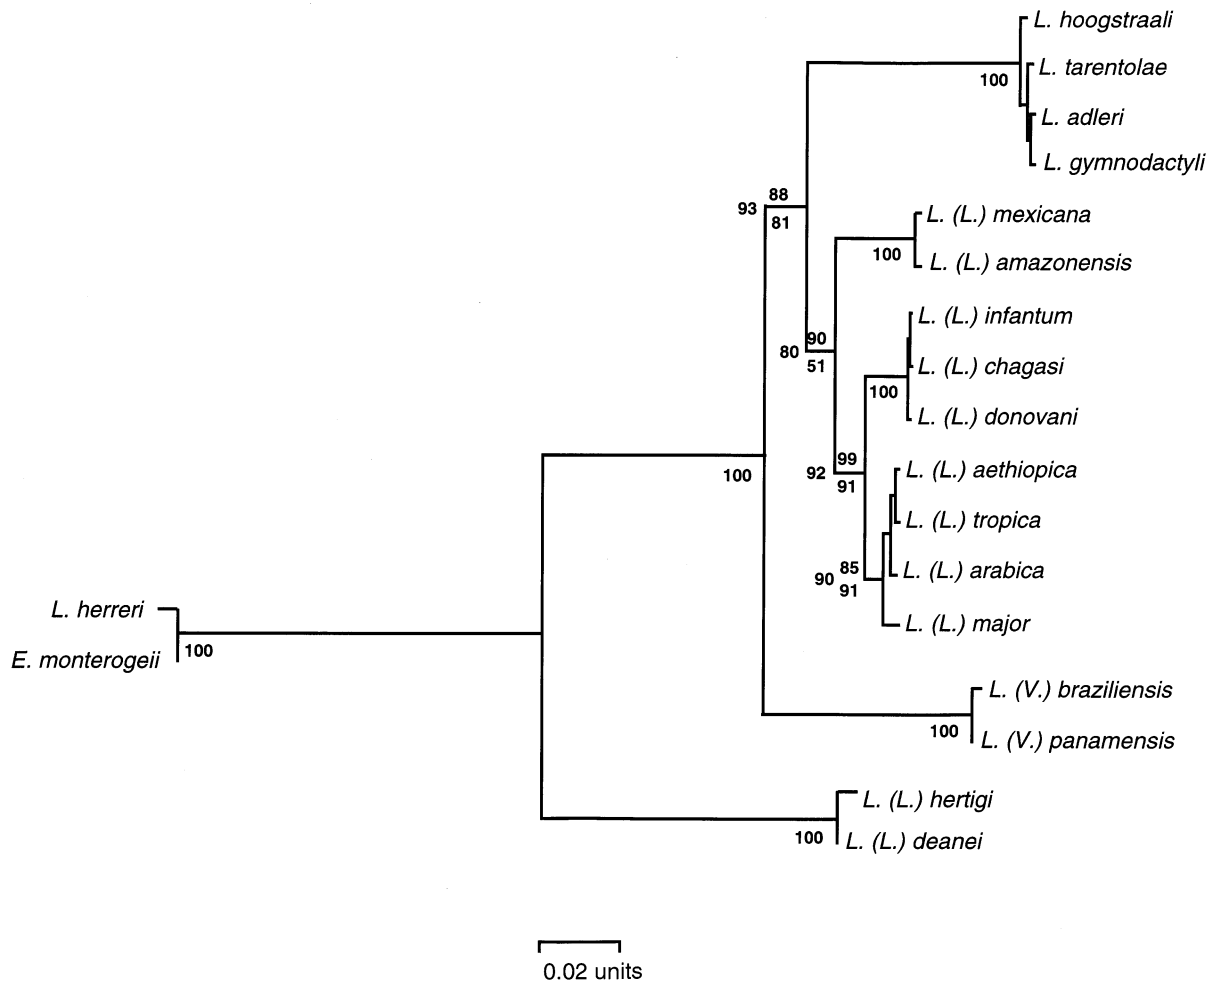 L. hoogstraali
L. tarentolae
100
L. adleri
L. gymnodactyli
88
93
81
L. (L.) mexicana
100
L. (L.) amazonensis
L. (L.) infantum
90
80
51
L. (L.) chagasi
100
L. (L.) donovani
99
92
91
L. (L.) aethiopica
100
L. (L.) tropica
85
90
91
L. (L.) arabica
L. (L.) major
L. herreri
100
E. monterogeii
L. (V.) braziliensis
100
L. (V.) panamensis
L. (L.) hertigi
100
L. (L.) deanei
0.02 units